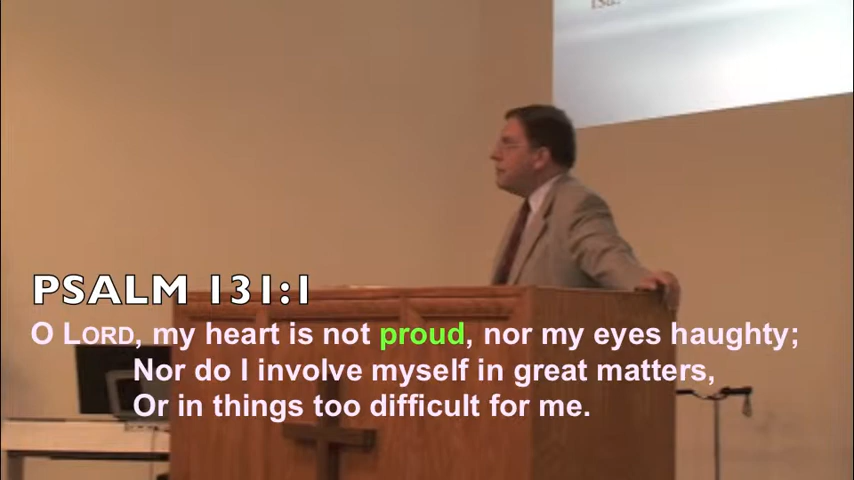 PSALM 131:1
O LORD, my heart is not proud, nor my eyes haughty;
Nor do I involve myself in great matters,
Or in things too difficult for me.